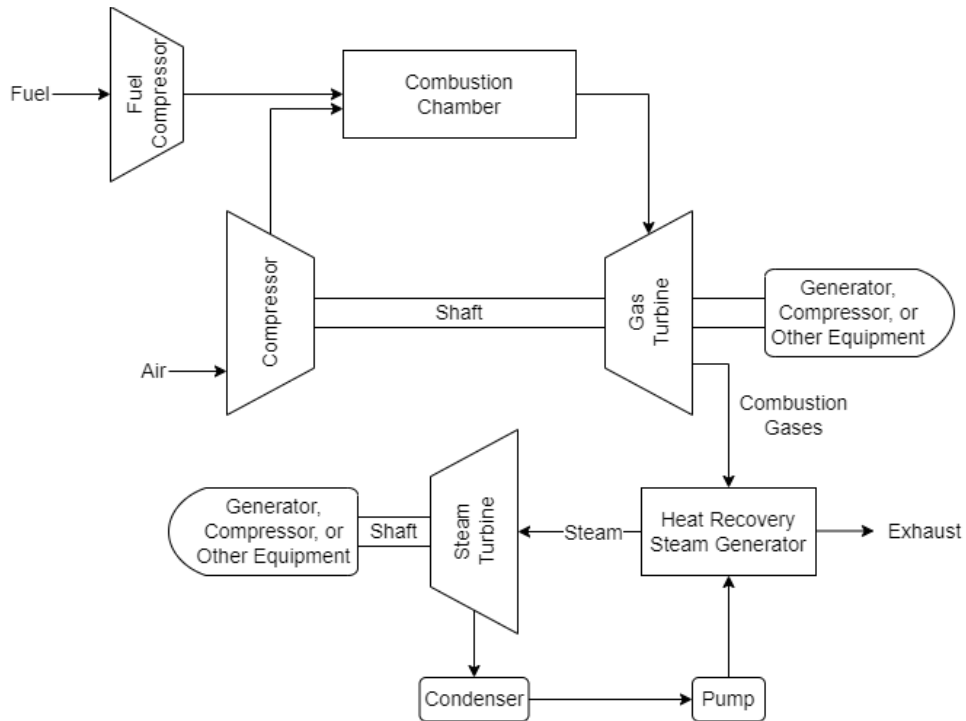 Fuel
Fuel
Compressor
Combustion
Chamber
Compressor
Shaft
Gas
Turbine
Generator,
Compressor, or
Other Equipment
Air
Combustion
Gases
Generator,
Compressor, or
Other Equipment
Shaft
Steam
Turbine
Steam
Heat Recovery
Steam Generator
Exhaust
Condenser
Pump